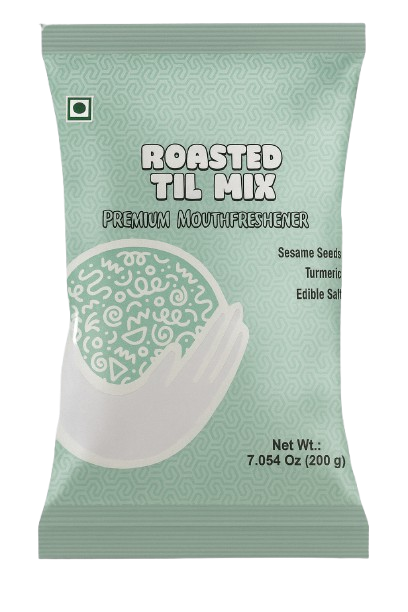 ROASTED
TIL MIX
PREMIUM MOUTHFRESHENER
Sesame Seeds
Turmeric
Edible Salt
Net Wt.:
7.054 Oz (200 g)